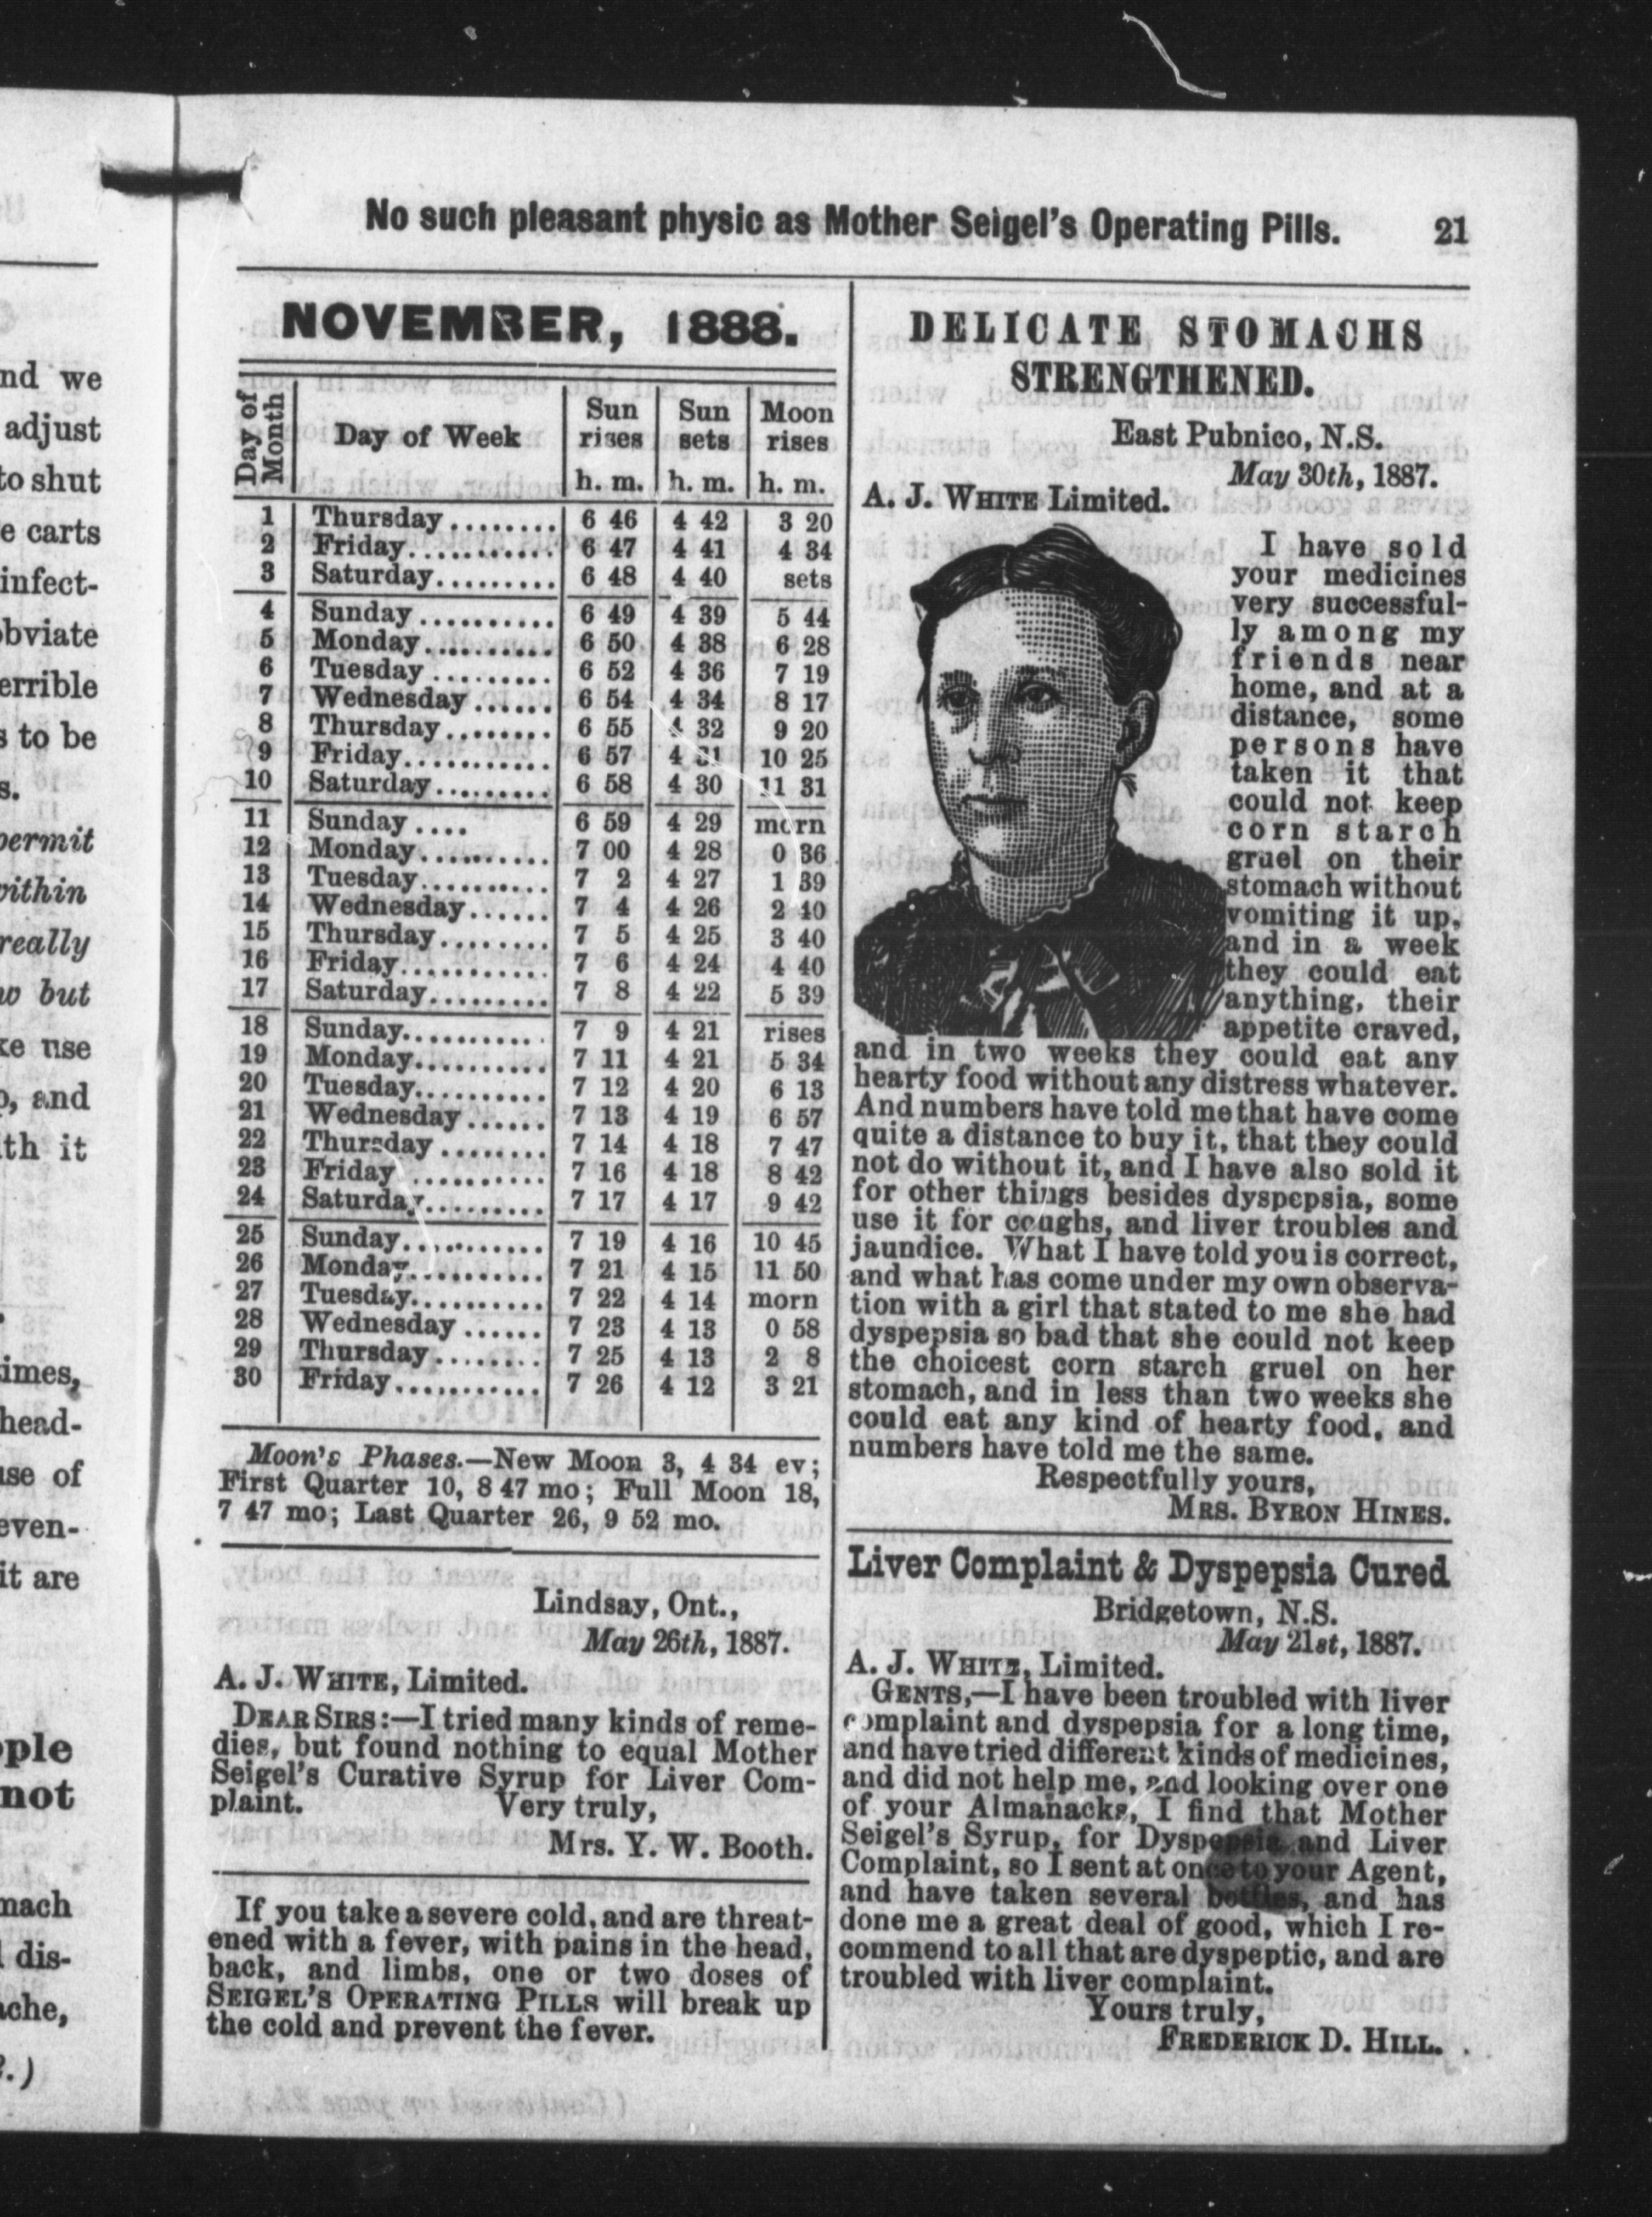 No such pleasant physic as Mother Seigel's Operating Pills. 21
NOVEMBER, 1888.
Day of Month Day of Week Sun rises Sun sets Moon rises
h. m. h. m. h. m.
1 Thursday........ 6 46 4 42 3 20
2 Friday........... 6 47 4 41 4 34
3 Saturday......... 6 48 4 40 sets
4 Sunday.......... 6 49 4 39 5 44
5 Monday.......... 6 50 4 38 6 28
6 Tuesday......... 6 52 4 36 7 19
7 Wednesday...... 6 54 4 34 8 17
8 Thursday........ 6 55 4 32 9 20
9 Friday........... 6 57 4 31 10 25
10 Saturday......... 6 58 4 30 11 31
11 Sunday.... 6 59 4 29 morn
12 Monday.......... 7 00 4 28 0 36
13 Tuesday.......... 7 2 4 27 1 39
14 Wednesday...... 7 4 4 26 2 40
15 Thursday........ 7 5 4 25 3 40
16 Friday........... 7 6 4 24 4 40
17 Saturday......... 7 8 4 22 5 39
18 Sunday.......... 7 9 4 21 rises
19 Monday.......... 7 11 4 21 5 34
20 Tuesday.......... 7 12 4 20 6 13
21 Wednesday...... 7 13 4 19 6 57
22 Thursday........ 7 14 4 18 7 47
23 Friday.......... 7 16 4 18 8 42
24 Saturday......... 7 17 4 17 9 42
25 Sunday........... 7 19 4 16 10 45
26 Monday.......... 7 21 4 15 11 50
27 Tuesday.......... 7 22 4 14 morn
28 Wednesday...... 7 23 4 13 0 58
29 Thursday........ 7 25 4 13 2 8
30 Friday........... 7 26 4 12 3 21
Moon's Phases.—New Moon 3, 4 34 ev;
First Quarter 10, 8 47 mo; Full Moon 18,
7 47 mo; Last Quarter 26, 9 52 mo.
Lindsay, Ont.,
May 26th, 1887.
A. J. WHITE, Limited.
DEAR SIRS:—I tried many kinds of reme-
dies, but found nothing to equal Mother
Seigel's Curative Syrup for Liver Com-
plaint. Very truly,
Mrs. Y. W. Booth.
If you take a severe cold, and are threat-
ened with a fever, with pains in the head,
back, and limbs, one or two doses of
SEIGEL'S OPERATING PILLS will break up
the cold and prevent the fever.
DELICATE STOMACHS
STRENGTHENED.
East Pubnico, N.S.
May 30th, 1887.
A. J. WHITE Limited.
I have sold
your medicines
very successful-
ly among my
friends near
home, and at a
distance, some
persons have
taken it that
could not keep
corn starch
gruel on their
stomach without
vomiting it up,
and in a week
they could eat
anything, their
appetite craved,
and in two weeks they could eat any
hearty food without any distress whatever.
And numbers have told me that have come
quite a distance to buy it, that they could
not do without it, and I have also sold it
for other things besides dyspepsia, some
use it for coughs, and liver troubles and
jaundice. What I have told you is correct,
and what has come under my own observa-
tion with a girl that stated to me she had
dyspepsia so bad that she could not keep
the choicest corn starch gruel on her
stomach, and in less than two weeks she
could eat any kind of hearty food, and
numbers have told me the same.
Respectfully yours,
MRS. BYRON HINES.
Liver Complaint & Dyspepsia Cured
Bridgetown, N.S.
May 21st, 1887.
A. J. WHITE, Limited.
GENTS,—I have been troubled with liver
complaint and dyspepsia for a long time,
and have tried different kinds of medicines,
and did not help me, and looking over one
of your Almanacks, I find that Mother
Seigel's Syrup, for Dyspepsia and Liver
Complaint, so I sent at once to your Agent,
and have taken several bottles, and has
done me a great deal of good, which I re-
commend to all that are dyspeptic, and are
troubled with liver complaint.
Yours truly,
FREDERICK D. HILL.